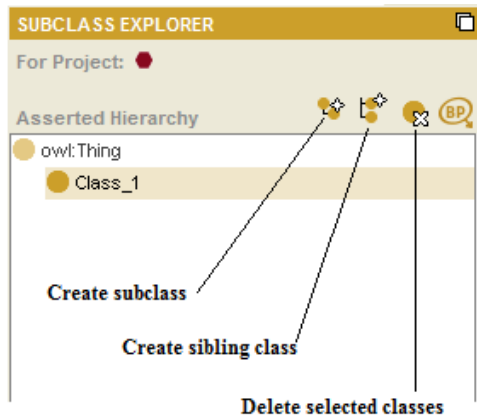 SUBCLASS EXPLORER
For Project:
Asserted Hierarchy
BP
owl:Thing
Class_1
Create subclass
Create sibling class
Delete selected classes